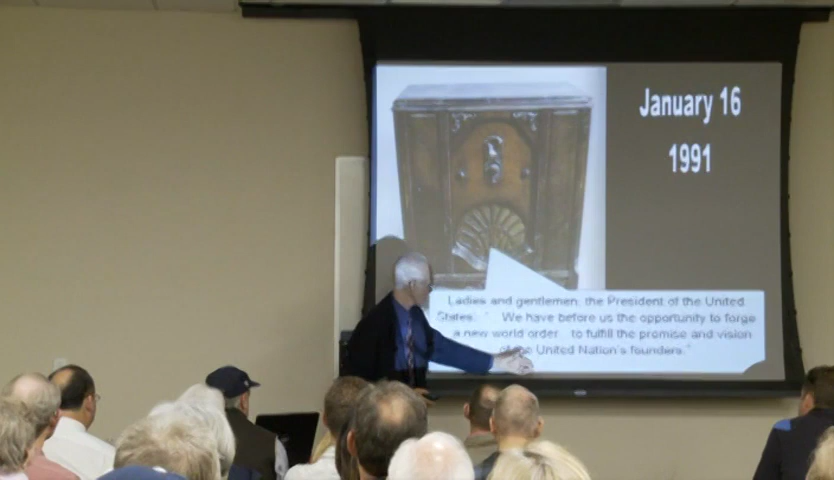 January 16
1991
Ladies and gentlemen, the President of the United
States. "... We have before us the opportunity to forge
a new world order... to fulfill the promise and vision
of the United Nation's founders."